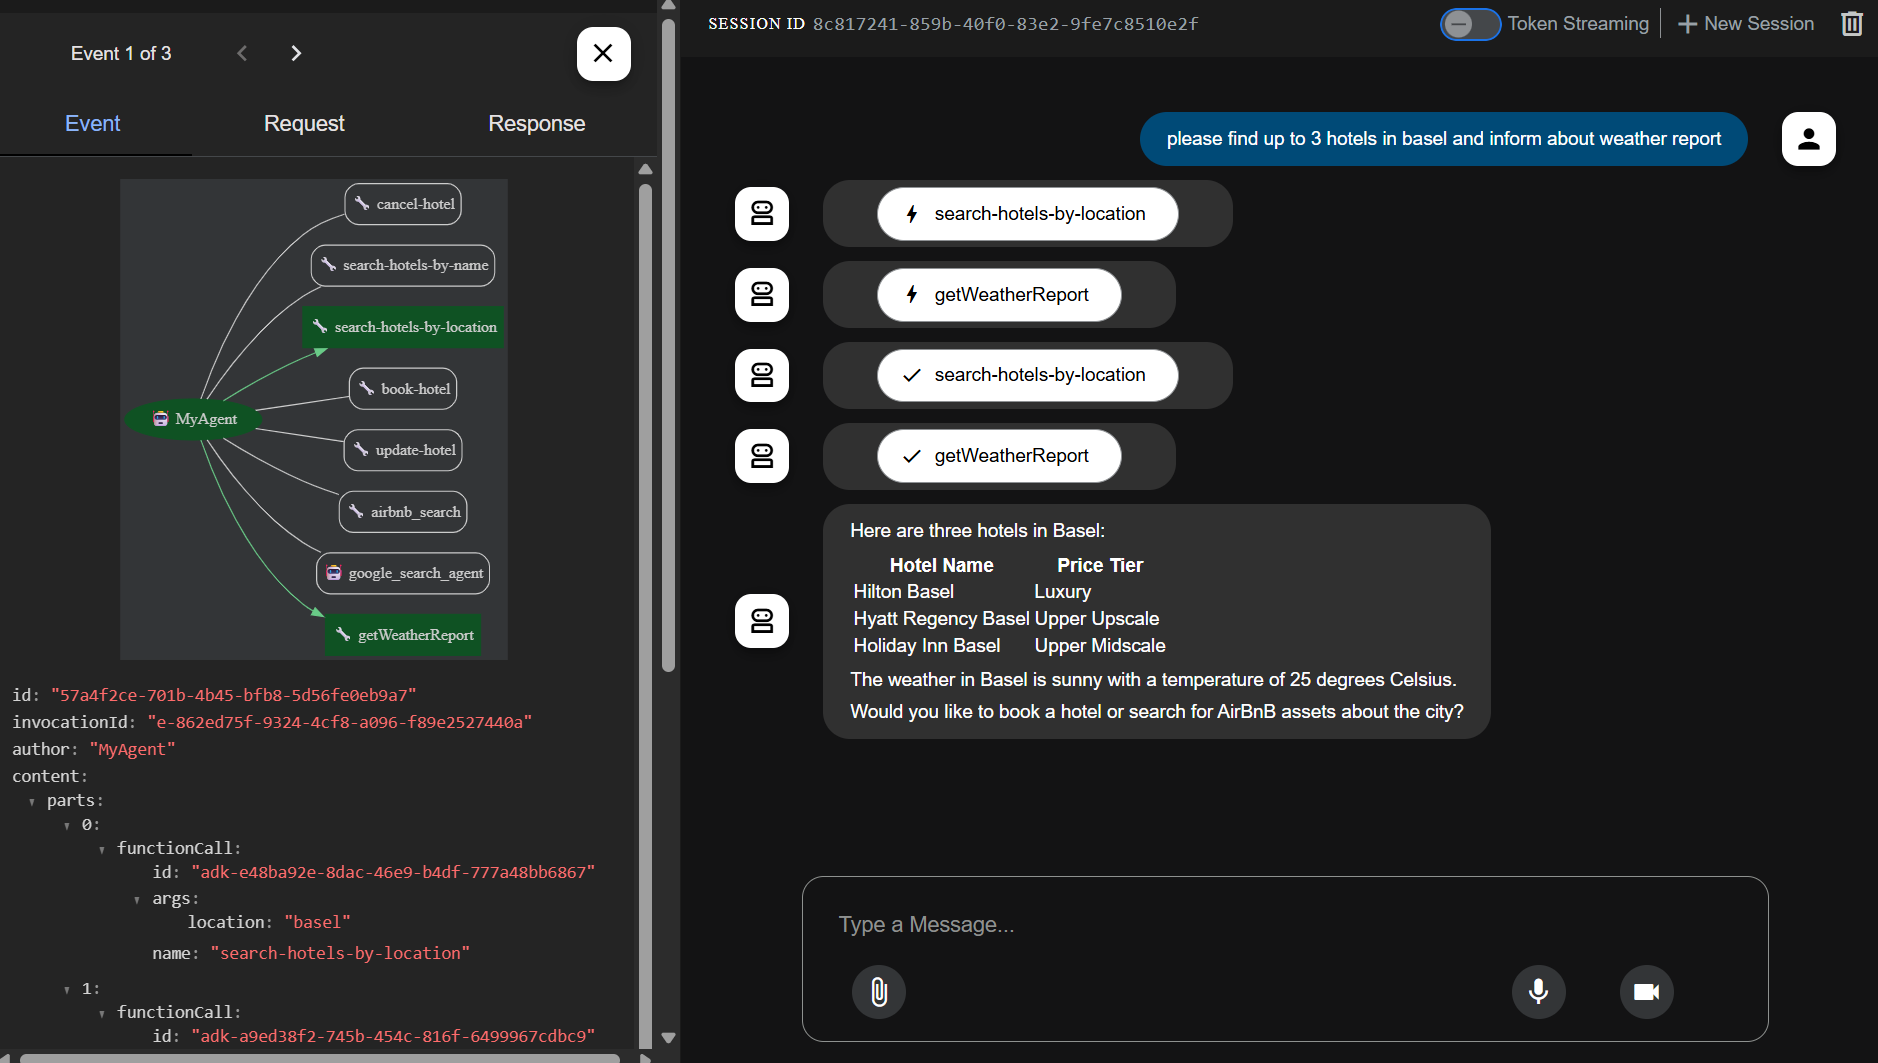 Event 1 of 3
Event
Request
Response
cancel-hotel
search-hotels-by-name
search-hotels-by-location
book-hotel
MyAgent
update-hotel
airbnb_search
google_search_agent
getWeatherReport
id: "57a4f2ce-701b-4b45-bfb8-5d56fe0eb9a7"
invocationId: "e-862ed75f-9324-4cf8-a096-f89e2527440a"
author: "MyAgent"
content:
parts:
0:
functionCall:
id: "adk-e48ba92e-8dac-46e9-b4df-777a48bb6867"
args:
location: "basel"
name: "search-hotels-by-location"
1:
functionCall:
id: "adk-a9ed38f2-745b-454c-816f-6499967cdbc9"
SESSION ID 8c817241-859b-40f0-83e2-9fe7c8510e2f
Token Streaming
New Session
please find up to 3 hotels in basel and inform about weather report
search-hotels-by-location
getWeatherReport
search-hotels-by-location
getWeatherReport
Here are three hotels in Basel:
Hotel Name Price Tier
Hilton Basel Luxury
Hyatt Regency Basel Upper Upscale
Holiday Inn Basel Upper Midscale
The weather in Basel is sunny with a temperature of 25 degrees Celsius.
Would you like to book a hotel or search for AirBnB assets about the city?
Type a Message...